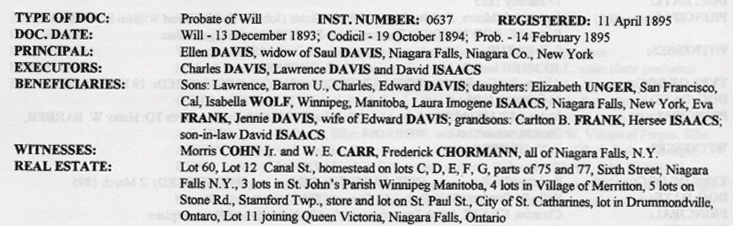 TYPE OF DOC: Probate of Will INST. NUMBER: 0637 REGISTERED: 11 April 1895
DOC. DATE: Will - 13 December 1893; Codicil - 19 October 1894; Prob. - 14 February 1895
PRINCIPAL: Ellen DAVIS, widow of Saul DAVIS, Niagara Falls, Niagara Co., New York
EXECUTORS: Charles DAVIS, Lawrence DAVIS and David ISAACS
BENEFICIARIES: Sons: Lawrence, Barron U., Charles, Edward DAVIS; daughters: Elizabeth UNGER, San Francisco,
Cal, Isabella WOLF, Winnipeg, Manitoba, Laura Imogene ISAACS, Niagara Falls, New York, Eva
FRANK, Jennie DAVIS, wife of Edward DAVIS; grandsons: Carlton B. FRANK, Hersee ISAACS;
son-in-law David ISAACS
WITNESSES: Morris COHN Jr. and W. E. CARR, Frederick CHORMANN, all of Niagara Falls, N.Y.
REAL ESTATE: Lot 60, Lot 12 Canal St., homestead on lots C, D, E, F, G, parts of 75 and 77, Sixth Street, Niagara
Falls N.Y., 3 lots in St. John's Parish Winnipeg Manitoba, 4 lots in Village of Merritton, 5 lots on
Stone Rd., Stamford Twp., store and lot on St. Paul St., City of St. Catharines, lot in Drummondville,
Ontaro, Lot 11 joining Queen Victoria, Niagara Falls, Ontario